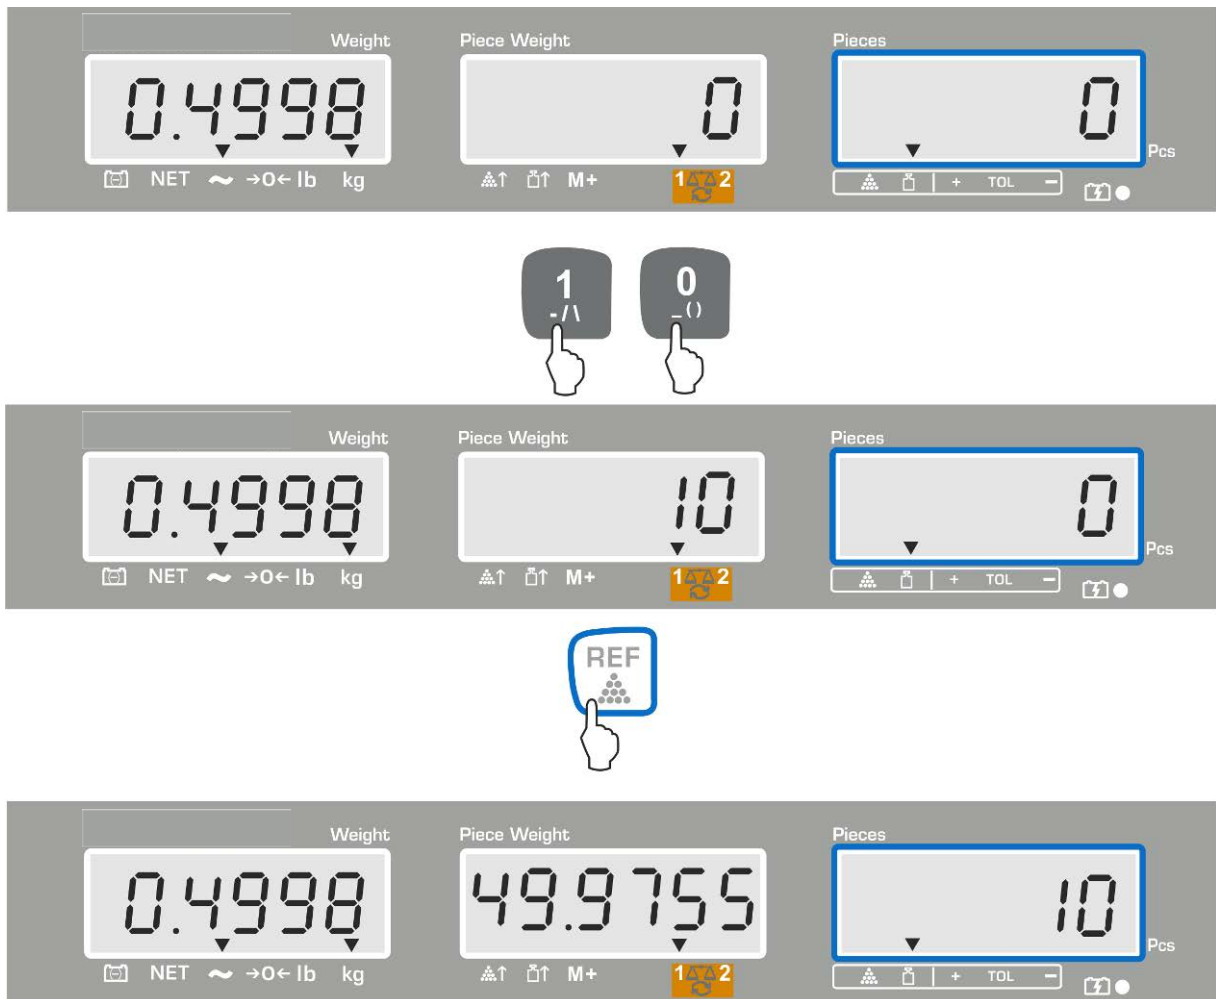 Weight Piece Weight Pieces
0.4998 0 0
Pcs
NET →0← lb kg M+ 1 2 + TOL −
1 0
-/\ _()
Weight Piece Weight Pieces
0.4998 10 0
Pcs
NET →0← lb kg M+ 1 2 + TOL −
REF
Weight Piece Weight Pieces
0.4998 49.9755 10
Pcs
NET →0← lb kg M+ 1 2 + TOL −